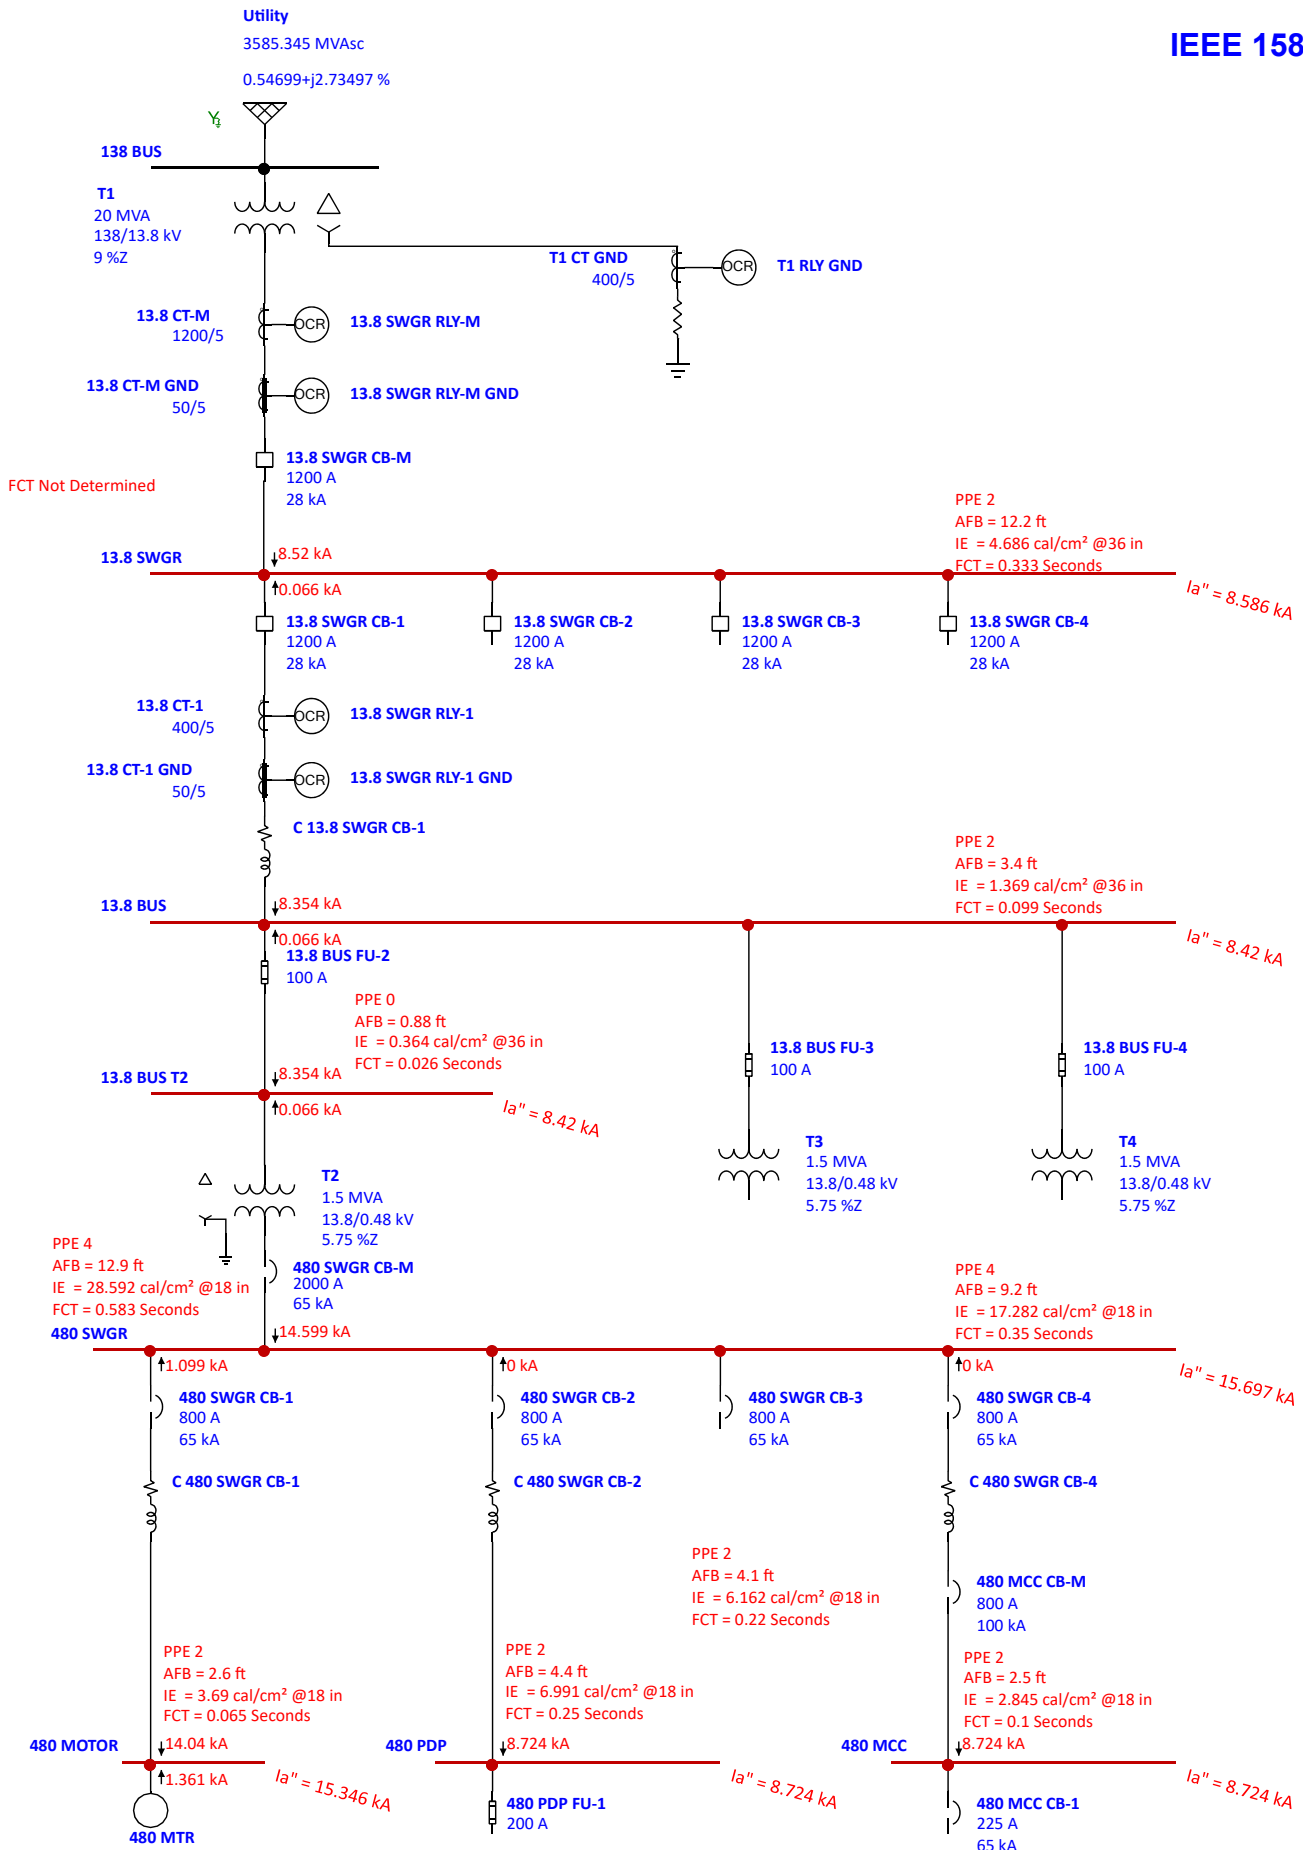 Utility
3585.345 MVAsc
0.54699+j2.73497 %
IEEE 158
138 BUS
T1
20 MVA
138/13.8 kV
9 %Z
T1 CT GND
400/5
OCR
T1 RLY GND
13.8 CT-M
1200/5
OCR
13.8 SWGR RLY-M
13.8 CT-M GND
50/5
OCR
13.8 SWGR RLY-M GND
13.8 SWGR CB-M
1200 A
28 kA
FCT Not Determined
PPE 2
AFB = 12.2 ft
IE = 4.686 cal/cm² @36 in
FCT = 0.333 Seconds
13.8 SWGR
8.52 kA
0.066 kA
Ia" = 8.586 kA
13.8 SWGR CB-1
1200 A
28 kA
13.8 SWGR CB-2
1200 A
28 kA
13.8 SWGR CB-3
1200 A
28 kA
13.8 SWGR CB-4
1200 A
28 kA
13.8 CT-1
400/5
OCR
13.8 SWGR RLY-1
13.8 CT-1 GND
50/5
OCR
13.8 SWGR RLY-1 GND
C 13.8 SWGR CB-1
PPE 2
AFB = 3.4 ft
IE = 1.369 cal/cm² @36 in
FCT = 0.099 Seconds
13.8 BUS
8.354 kA
0.066 kA
Ia" = 8.42 kA
13.8 BUS FU-2
100 A
PPE 0
AFB = 0.88 ft
IE = 0.364 cal/cm² @36 in
FCT = 0.026 Seconds
13.8 BUS FU-3
100 A
13.8 BUS FU-4
100 A
13.8 BUS T2
8.354 kA
0.066 kA
Ia" = 8.42 kA
T2
1.5 MVA
13.8/0.48 kV
5.75 %Z
T3
1.5 MVA
13.8/0.48 kV
5.75 %Z
T4
1.5 MVA
13.8/0.48 kV
5.75 %Z
PPE 4
AFB = 12.9 ft
IE = 28.592 cal/cm² @18 in
FCT = 0.583 Seconds
480 SWGR CB-M
2000 A
65 kA
PPE 4
AFB = 9.2 ft
IE = 17.282 cal/cm² @18 in
FCT = 0.35 Seconds
480 SWGR
14.599 kA
1.099 kA
0 kA
0 kA
Ia" = 15.697 kA
480 SWGR CB-1
800 A
65 kA
480 SWGR CB-2
800 A
65 kA
480 SWGR CB-3
800 A
65 kA
480 SWGR CB-4
800 A
65 kA
C 480 SWGR CB-1
C 480 SWGR CB-2
C 480 SWGR CB-4
PPE 2
AFB = 4.1 ft
IE = 6.162 cal/cm² @18 in
FCT = 0.22 Seconds
480 MCC CB-M
800 A
100 kA
PPE 2
AFB = 2.6 ft
IE = 3.69 cal/cm² @18 in
FCT = 0.065 Seconds
PPE 2
AFB = 4.4 ft
IE = 6.991 cal/cm² @18 in
FCT = 0.25 Seconds
PPE 2
AFB = 2.5 ft
IE = 2.845 cal/cm² @18 in
FCT = 0.1 Seconds
480 MOTOR
14.04 kA
1.361 kA
Ia" = 15.346 kA
480 PDP
8.724 kA
Ia" = 8.724 kA
480 MCC
8.724 kA
Ia" = 8.724 kA
480 MTR
480 PDP FU-1
200 A
480 MCC CB-1
225 A
65 kA